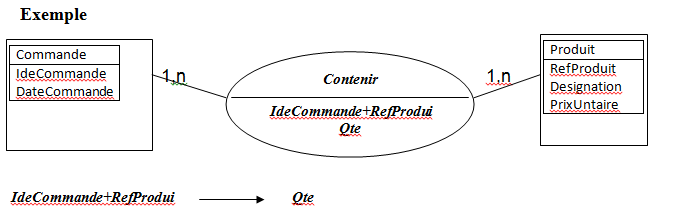 Exemple
Commande
IdeCommande
DateCommande
1,n
Contenir
IdeCommande+RefProdui
Qte
1,n
Produit
RefProduit
Designation
PrixUntaire
IdeCommande+RefProdui
Qte